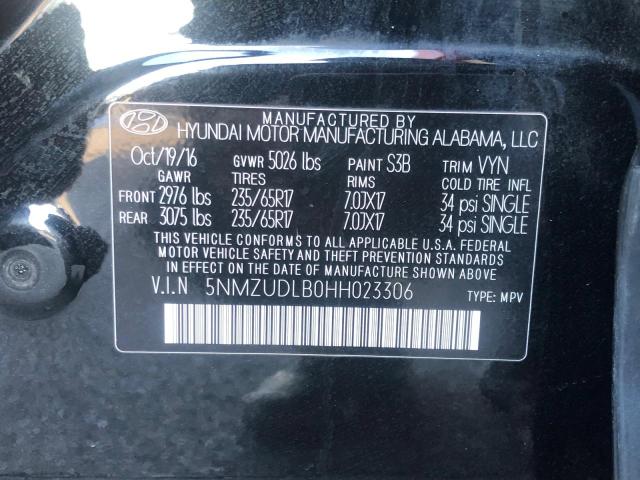 MANUFACTURED BY
HYUNDAI MOTOR MANUFACTURING ALABAMA, LLC
Oct/19/16 GVWR 5026 lbs PAINT S3B TRIM VYN
GAWR TIRES RIMS COLD TIRE INFL
FRONT 2976 lbs 235/65R17 7.0JX17 34 psi SINGLE
REAR 3075 lbs 235/65R17 7.0JX17 34 psi SINGLE
THIS VEHICLE CONFORMS TO ALL APPLICABLE U.S.A. FEDERAL
MOTOR VEHICLE SAFETY AND THEFT PREVENTION STANDARDS
IN EFFECT ON THE DATE OF MANUFACTURE SHOWN ABOVE.
V.I.N 5NMZUDLB0HH023306 TYPE: MPV